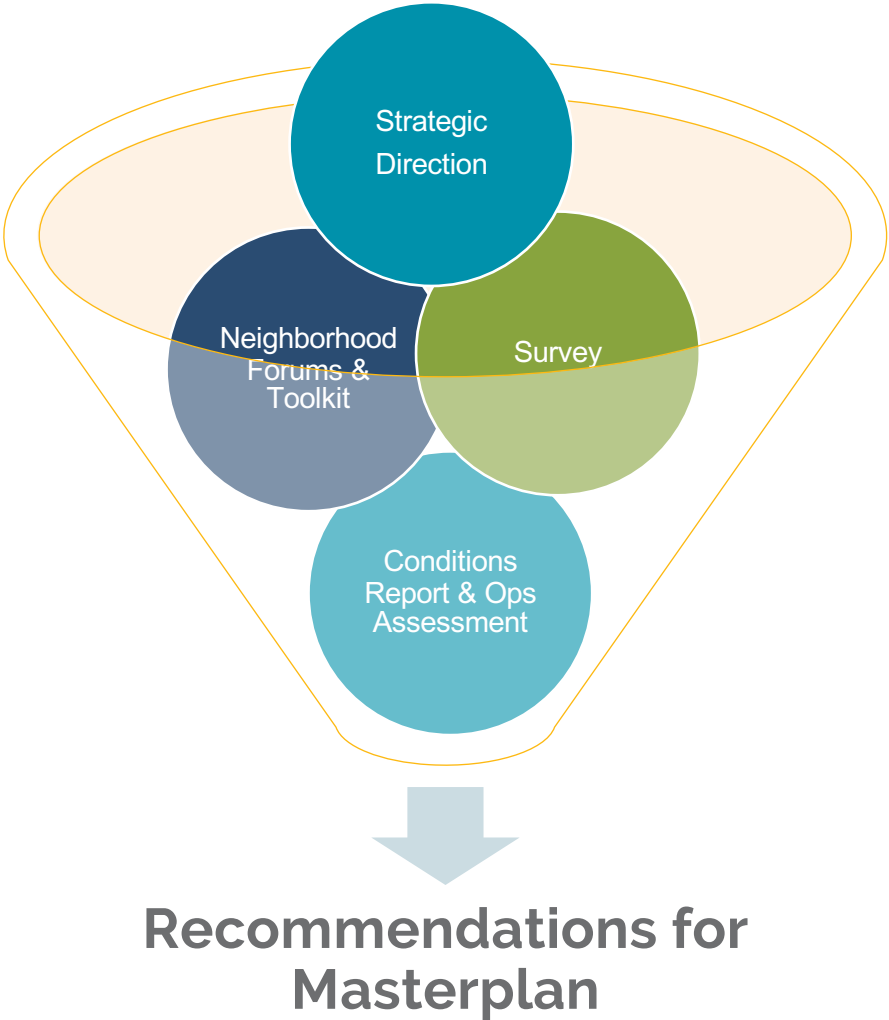 Strategic
Direction
Neighborhood
Forums &
Toolkit
Survey
Conditions
Report & Ops
Assessment
Recommendations for
Masterplan